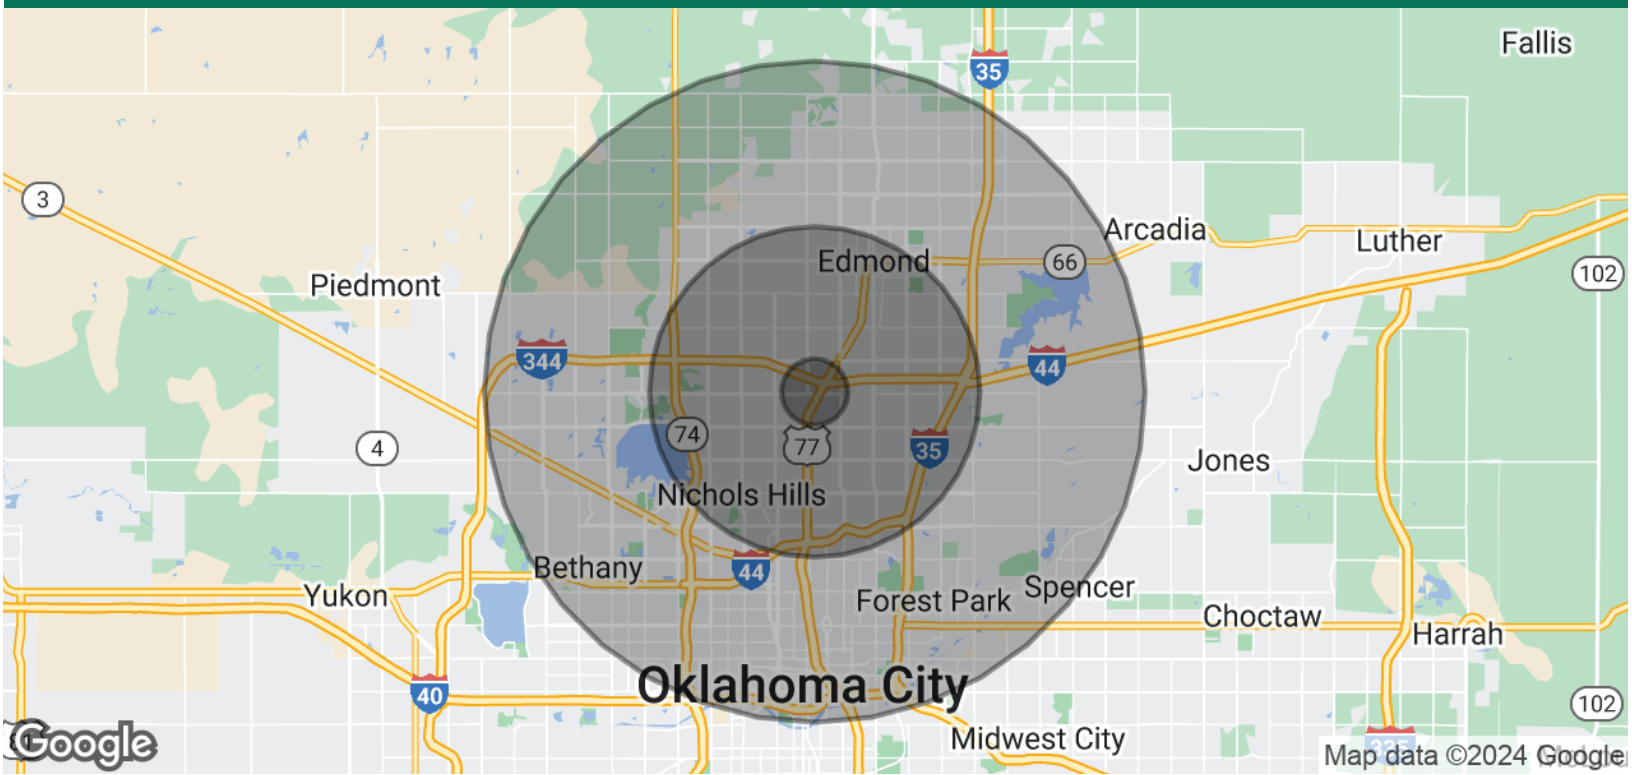 Fallis
35
3
Arcadia
Luther
Edmond
66
102
Piedmont
344
44
74
77
35
4
Jones
Nichols Hills
Bethany
44
Spencer
Yukon
Forest Park
Choctaw
Harrah
Oklahoma City
40
102
Midwest City
Google
335
Map data ©2024 Google